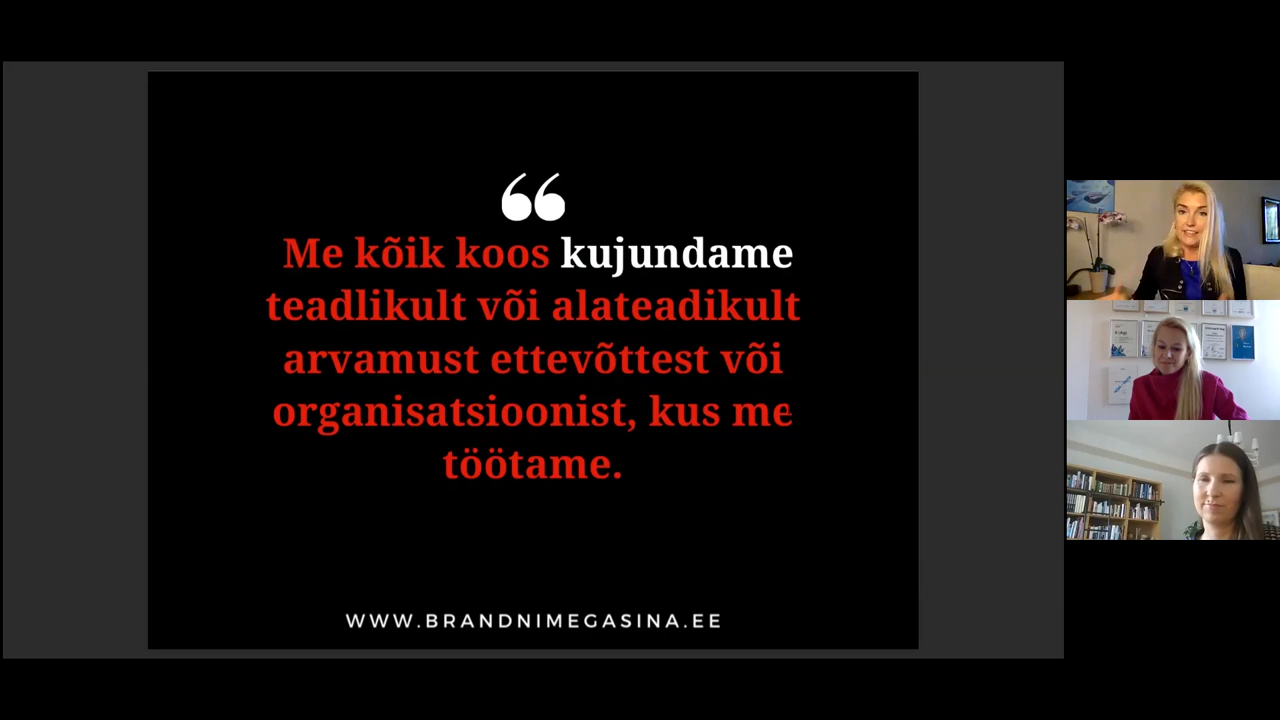 “
Me kõik koos kujundame
teadlikult või alateadikult
arvamust ettevõttest või
organisatsioonist, kus me
töötame.
WWW.BRANDNIMEGASINA.EE